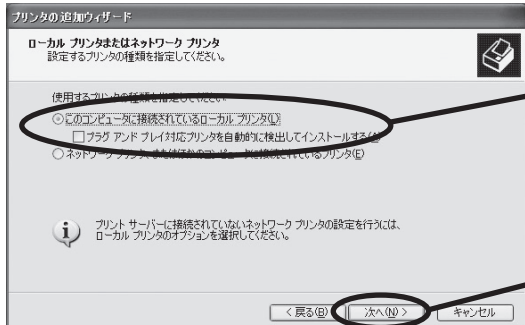 プリンタの追加ウィザード
ローカル プリンタまたはネットワーク プリンタ
設定するプリンタの種類を指定してください。
使用するプリンタの種類を指定してください
このコンピュータに接続されているローカル プリンタ(L)
プラグ アンド プレイ対応プリンタを自動的に検出してインストールする(A)
ネットワーク プリンタ、またはほかのコンピュータに接続されているプリンタ(E)
プリント サーバーに接続されていないネットワーク プリンタの設定を行うには、
ローカル プリンタのオプションを選択してください。
< 戻る(B) 次へ(N) > キャンセル